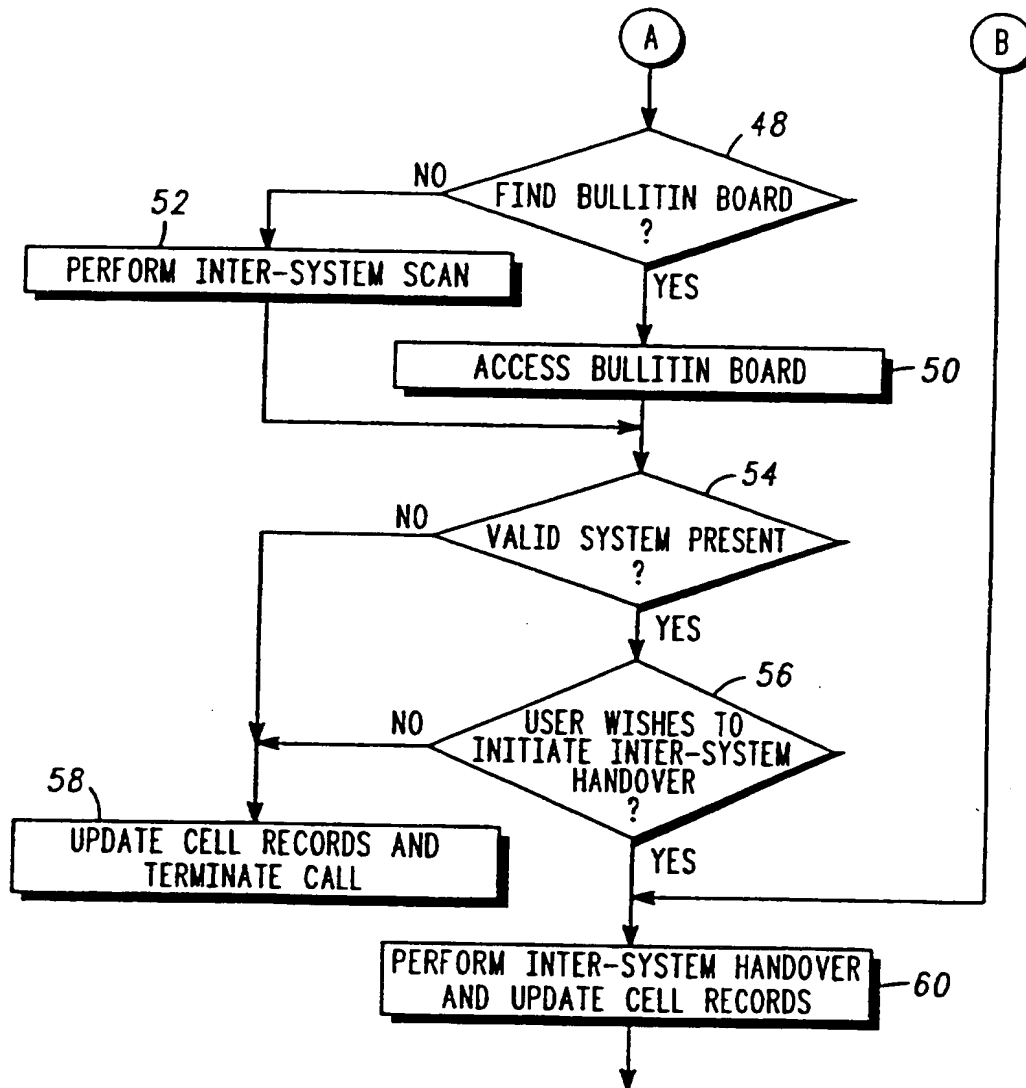 A
B
48
NO
FIND BULLITIN BOARD
?
52
PERFORM INTER-SYSTEM SCAN
YES
ACCESS BULLITIN BOARD
50
54
NO
VALID SYSTEM PRESENT
?
YES
56
NO
USER WISHES TO
INITIATE INTER-SYSTEM
HANDOVER
?
58
UPDATE CELL RECORDS AND
TERMINATE CALL
YES
PERFORM INTER-SYSTEM HANDOVER
AND UPDATE CELL RECORDS
60